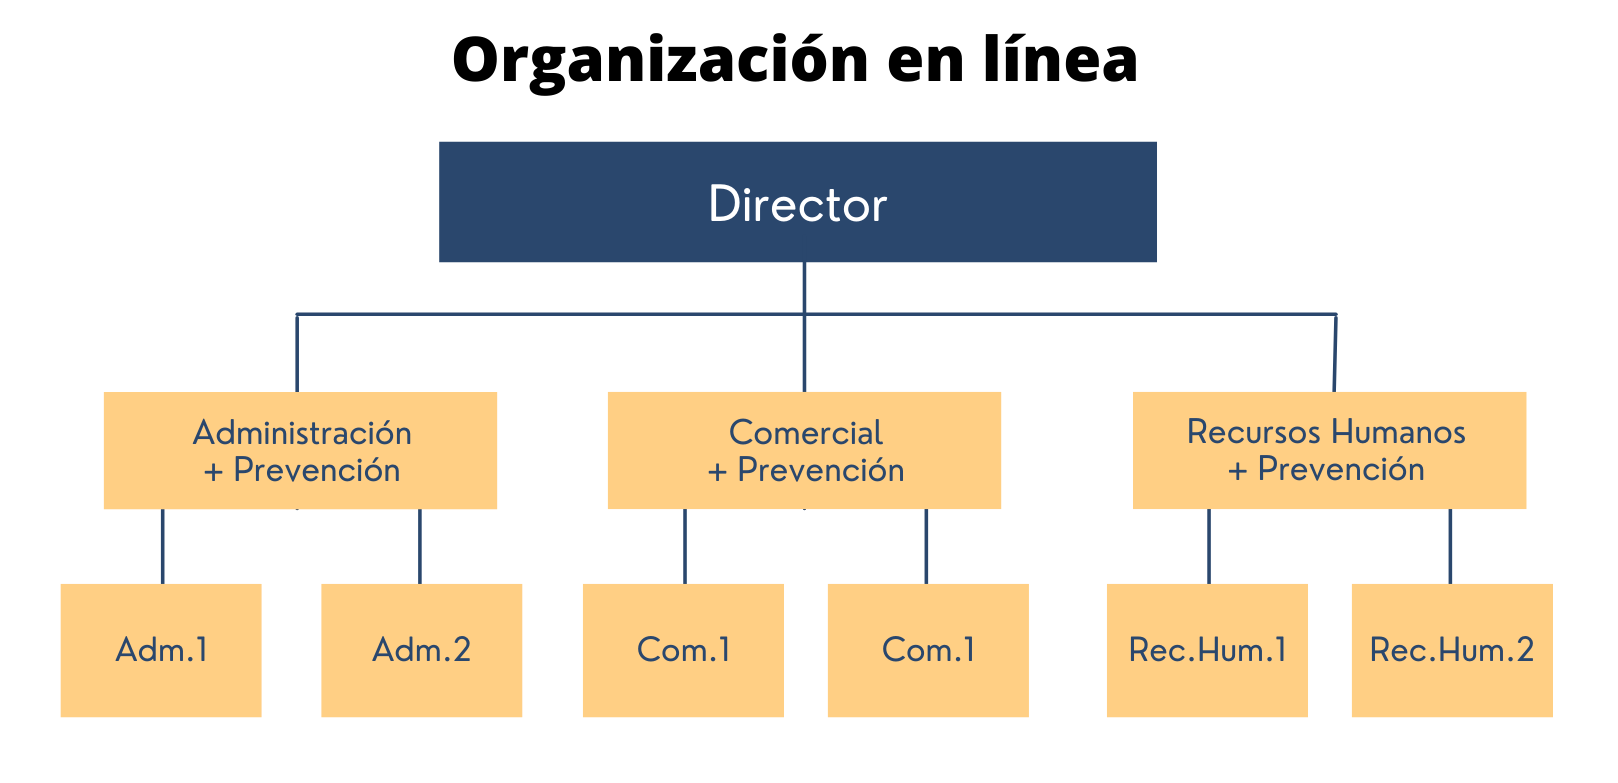 Organización en línea
Director
Administración
+ Prevención
Comercial
+ Prevención
Recursos Humanos
+ Prevención
Adm.1
Adm.2
Com.1
Com.1
Rec.Hum.1
Rec.Hum.2